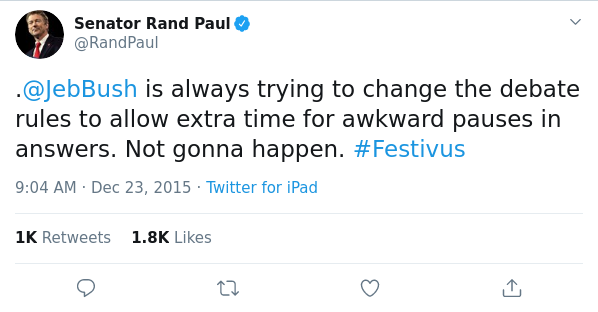 Senator Rand Paul
@RandPaul
.@JebBush is always trying to change the debate
rules to allow extra time for awkward pauses in
answers. Not gonna happen. #Festivus
9:04 AM · Dec 23, 2015 · Twitter for iPad
1K Retweets 1.8K Likes